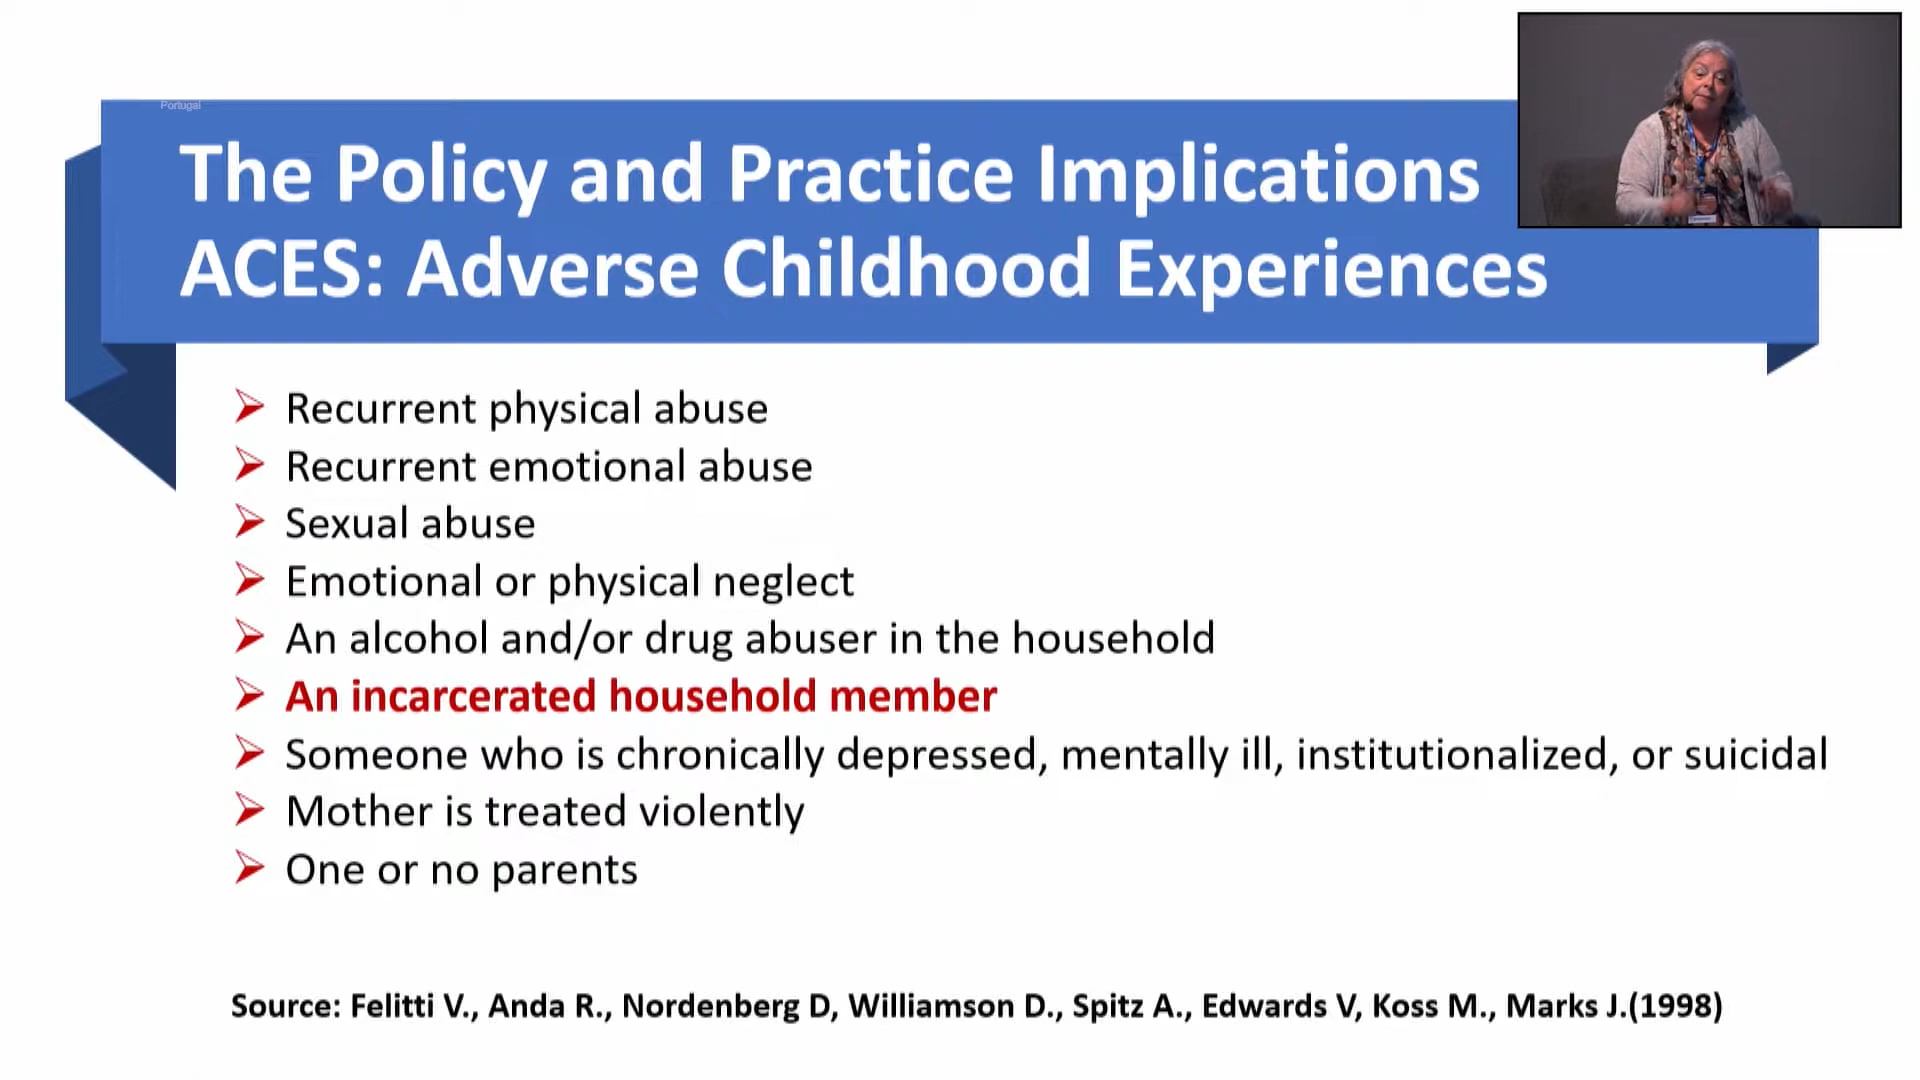 Portugal
The Policy and Practice Implications
ACES: Adverse Childhood Experiences
Recurrent physical abuse
Recurrent emotional abuse
Sexual abuse
Emotional or physical neglect
An alcohol and/or drug abuser in the household
An incarcerated household member
Someone who is chronically depressed, mentally ill, institutionalized, or suicidal
Mother is treated violently
One or no parents
Source: Felitti V., Anda R., Nordenberg D, Williamson D., Spitz A., Edwards V, Koss M., Marks J.(1998)